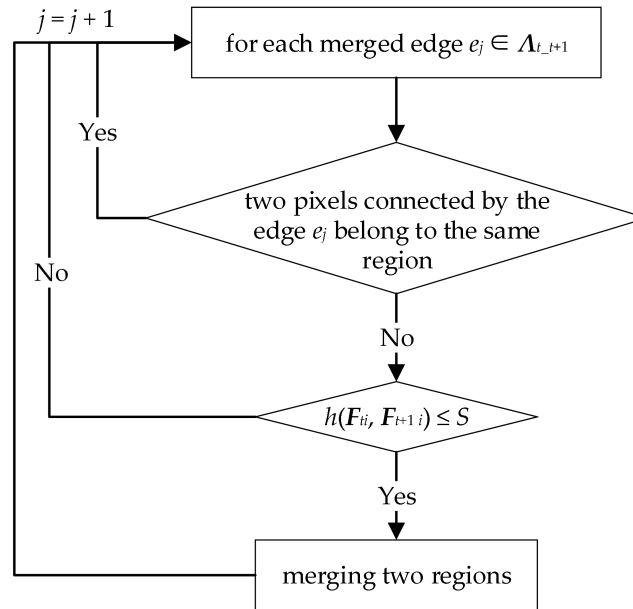 j = j + 1
for each merged edge eⱼ ∈ Λt_t+1
Yes
two pixels connected by the
edge eⱼ belong to the same
region
No
No
h(Fti, Ft+1 i) ≤ S
Yes
merging two regions